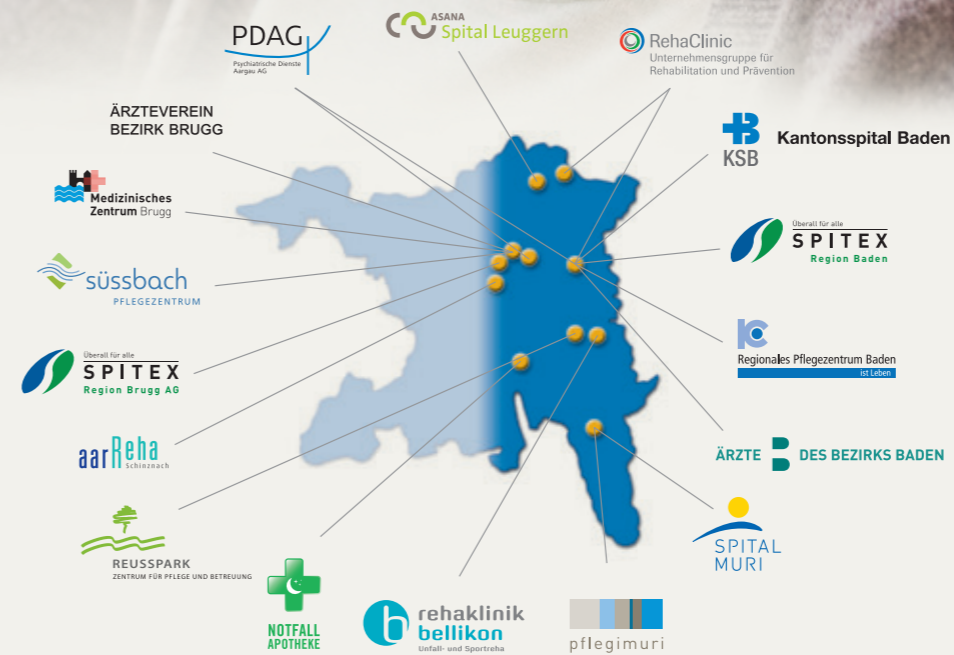 PDAG
Psychiatrische Dienste
Aargau AG
ASANA
Spital Leuggern
RehaClinic
Unternehmensgruppe für
Rehabilitation und Prävention
ÄRZTEVEREIN
BEZIRK BRUGG
KSB
Kantonsspital Baden
Medizinisches
Zentrum Brugg
Überall für alle
SPITEX
Region Baden
süssbach
PFLEGEZENTRUM
Regionales Pflegezentrum Baden
ist Leben
Überall für alle
SPITEX
Region Brugg AG
aarReha
Schinznach
ÄRZTE DES BEZIRKS BADEN
REUSSPARK
ZENTRUM FÜR PFLEGE UND BETREUUNG
SPITAL
MURI
NOTFALL
APOTHEKE
rehaklinik
bellikon
Unfall- und Sportreha
pflegimuri